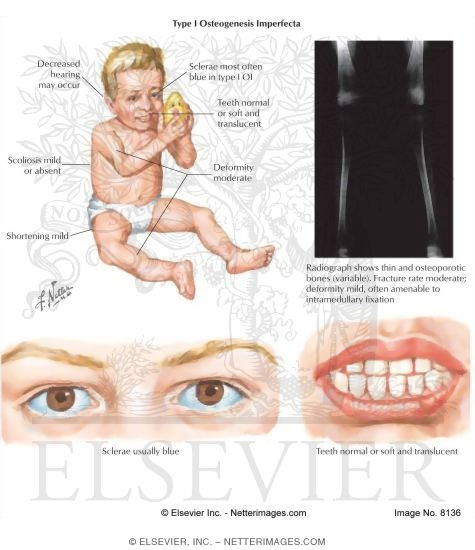 Type I Osteogenesis Imperfecta
Decreased
hearing
may occur
Sclerae most often
blue in type I OI
Teeth normal
or soft and
translucent
Scoliosis mild
or absent
Deformity
moderate
Shortening mild
F. Netter
M.D.
Radiograph shows thin and osteoporotic
bones (variable). Fracture rate moderate;
deformity mild, often amenable to
intramedullary fixation
Sclerae usually blue
Teeth normal or soft and translucent
ELSEVIER
© Elsevier Inc. - Netterimages.com
Image No. 8136
© ELSEVIER, INC. – NETTERIMAGES.COM